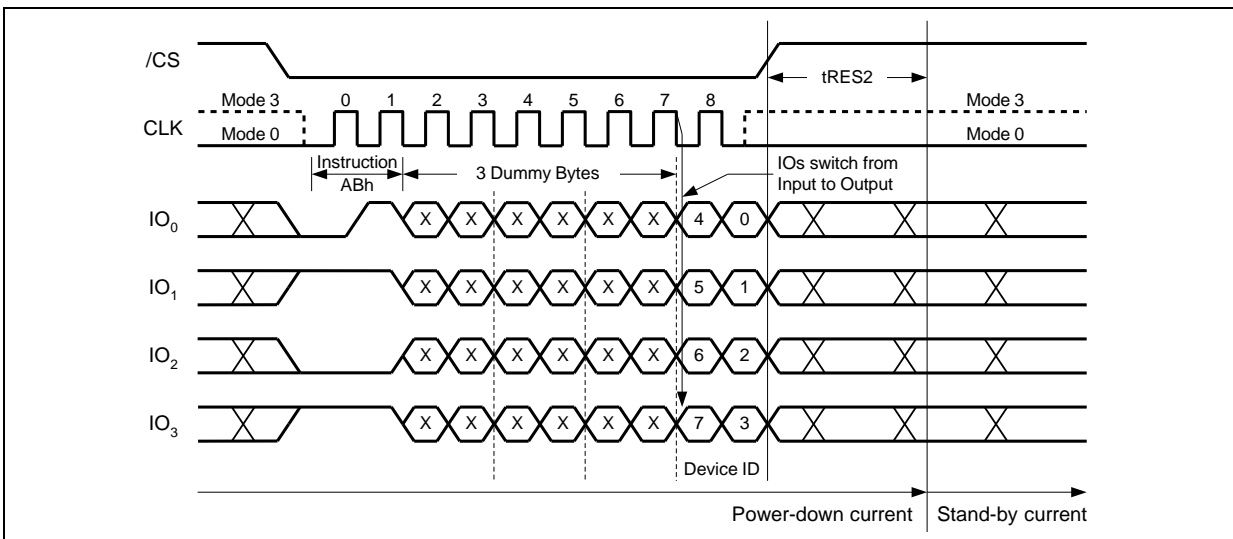 /CS
tRES2
Mode 3 0 1 2 3 4 5 6 7 8 Mode 3
CLK
Mode 0 Mode 0
Instruction
ABh
3 Dummy Bytes
IOs switch from
Input to Output
IO0 X X X X X X 4 0
IO1 X X X X X X 5 1
IO2 X X X X X X 6 2
IO3 X X X X X X 7 3
Device ID
Power-down current Stand-by current